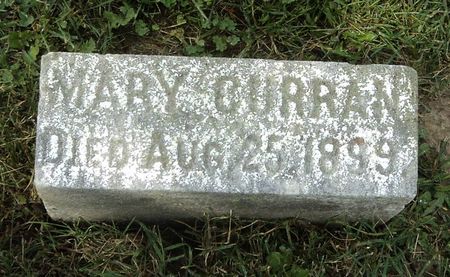 MARY CURRAN
DIED AUG. 25, 1899